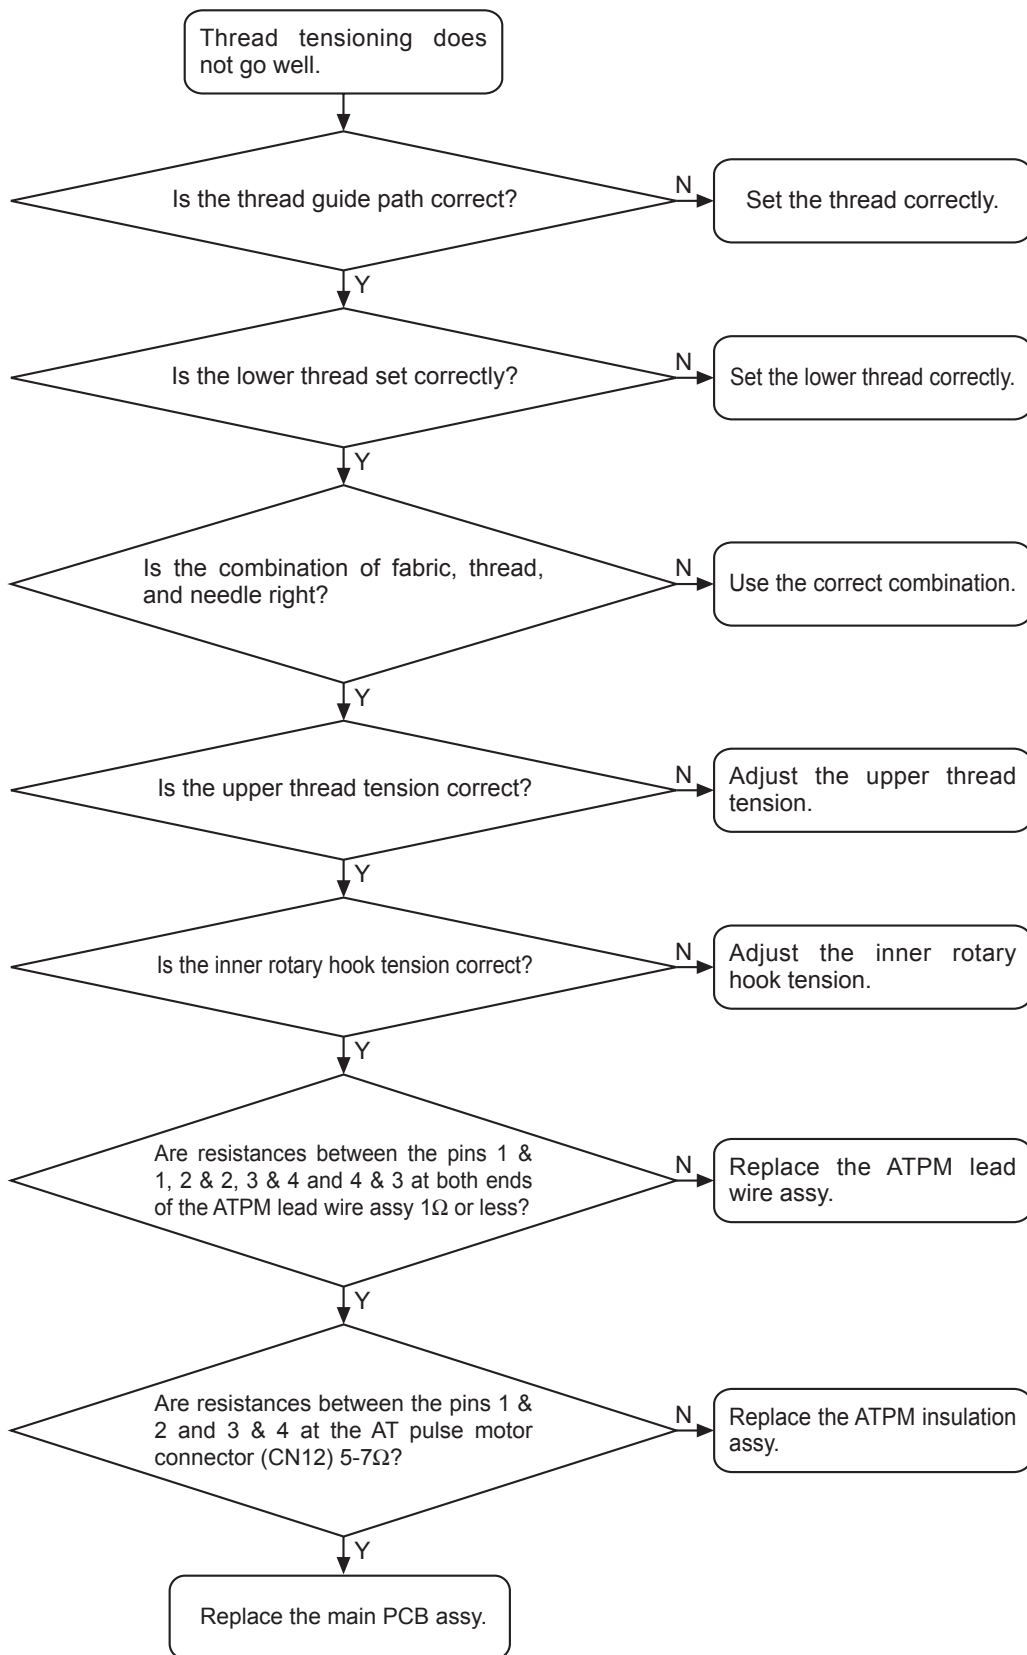 Thread tensioning does
not go well.
Is the thread guide path correct?
N
Set the thread correctly.
Y
Is the lower thread set correctly?
N
Set the lower thread correctly.
Y
Is the combination of fabric, thread,
and needle right?
N
Use the correct combination.
Y
Is the upper thread tension correct?
N
Adjust the upper thread
tension.
Y
Is the inner rotary hook tension correct?
N
Adjust the inner rotary
hook tension.
Y
Are resistances between the pins 1 &
1, 2 & 2, 3 & 4 and 4 & 3 at both ends
of the ATPM lead wire assy 1Ω or less?
N
Replace the ATPM lead
wire assy.
Y
Are resistances between the pins 1 &
2 and 3 & 4 at the AT pulse motor
connector (CN12) 5-7Ω?
N
Replace the ATPM insulation
assy.
Y
Replace the main PCB assy.